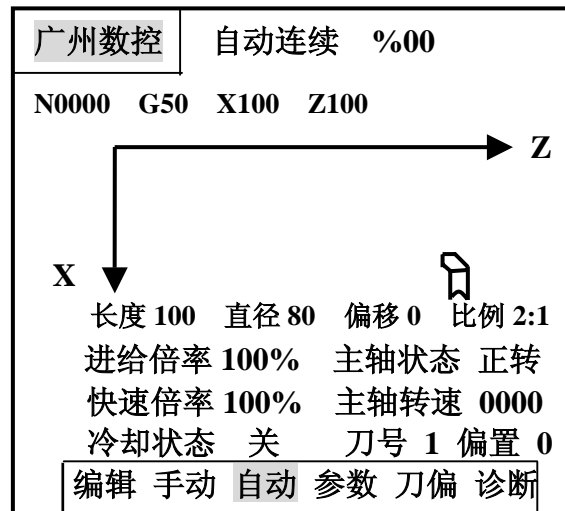 广州数控 自动连续 %00
N0000 G50 X100 Z100
Z
X
长度 100 直径 80 偏移 0 比例 2:1
进给倍率 100% 主轴状态 正转
快速倍率 100% 主轴转速 0000
冷却状态 关 刀号 1 偏置 0
编辑 手动 自动 参数 刀偏 诊断